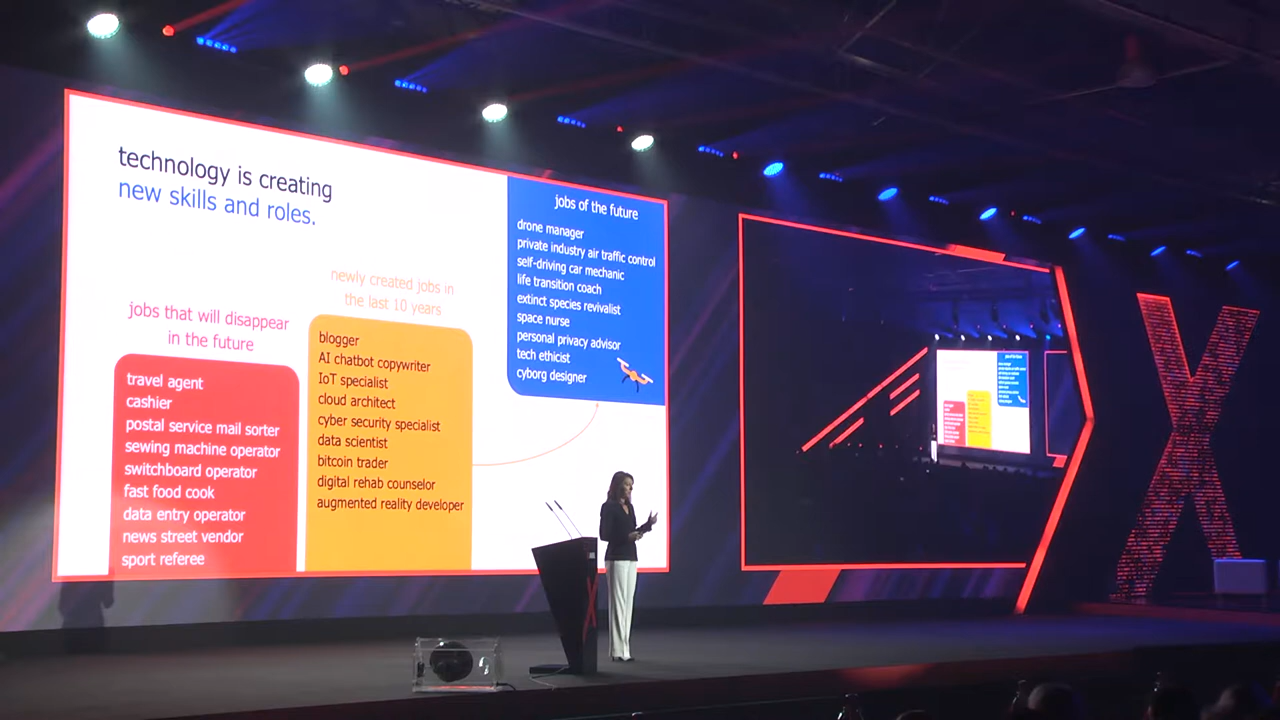 technology is creating
new skills and roles.
jobs that will disappear
in the future
travel agent
cashier
postal service mail sorter
sewing machine operator
switchboard operator
fast food cook
data entry operator
news street vendor
sport referee
newly created jobs in
the last 10 years
blogger
AI chatbot copywriter
IoT specialist
cloud architect
cyber security specialist
data scientist
bitcoin trader
digital rehab counselor
augmented reality developer
jobs of the future
drone manager
private industry air traffic control
self-driving car mechanic
life transition coach
extinct species revivalist
space nurse
personal privacy advisor
tech ethicist
cyborg designer
X